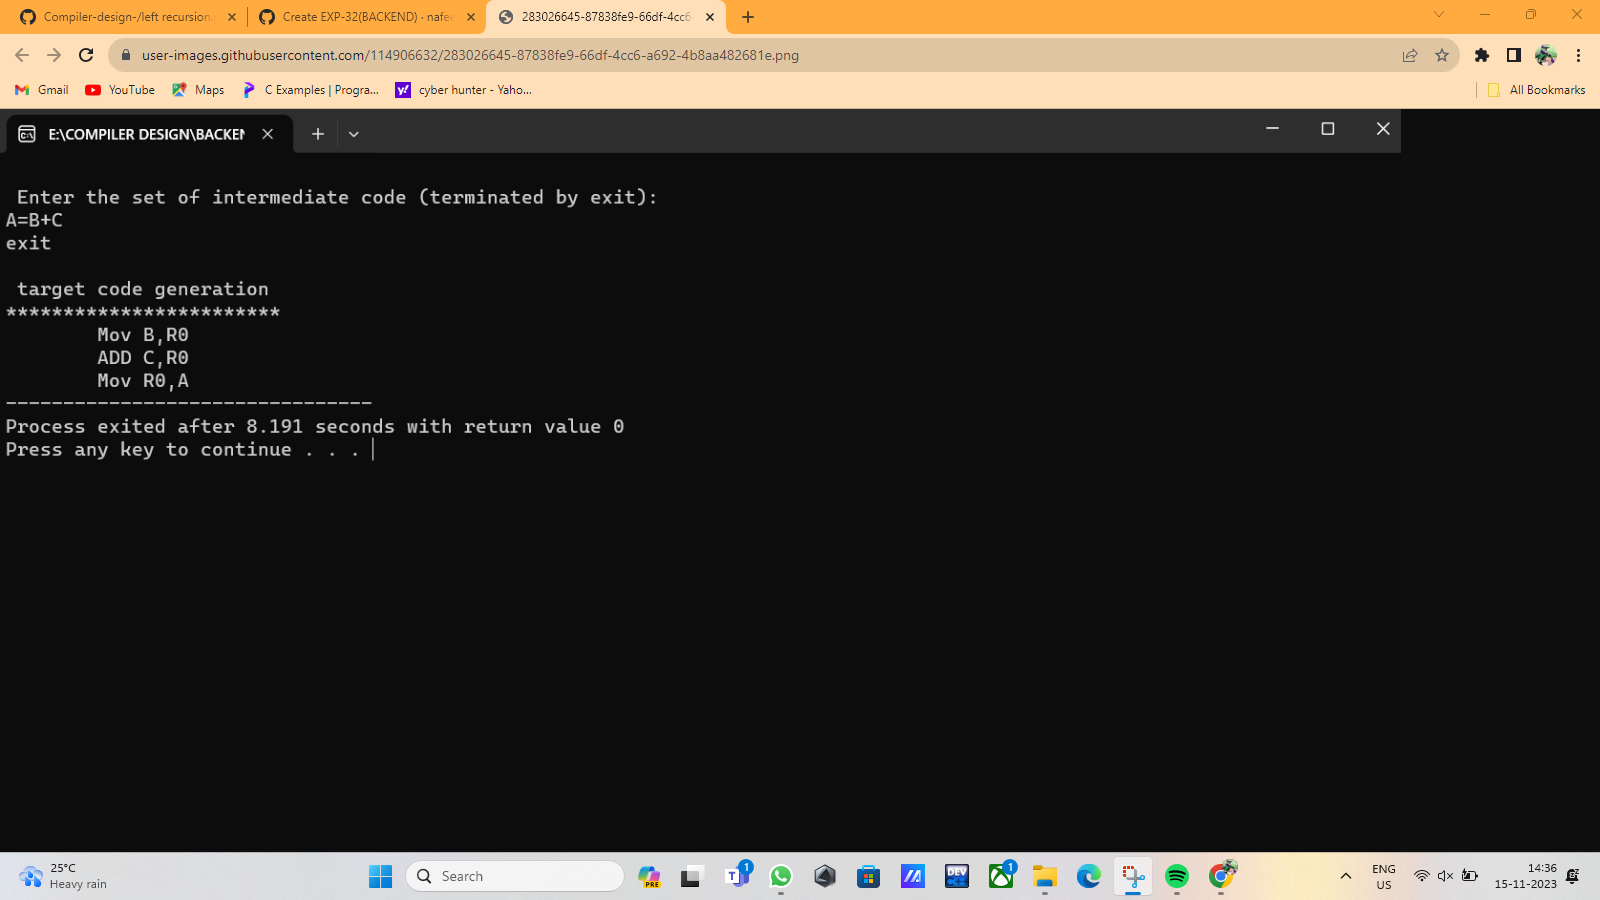 Compiler-design-/left recursion.
Create EXP-32(BACKEND) · nafee
283026645-87838fe9-66df-4cc6
user-images.githubusercontent.com/114906632/283026645-87838fe9-66df-4cc6-a692-4b8aa482681e.png
Gmail
YouTube
Maps
C Examples | Progra...
cyber hunter - Yaho...
All Bookmarks
E:\COMPILER DESIGN\BACKEN
Enter the set of intermediate code (terminated by exit):
A=B+C
exit
target code generation
************************
Mov B,R0
ADD C,R0
Mov R0,A
--------------------------------
Process exited after 8.191 seconds with return value 0
Press any key to continue . . .
25°C
Heavy rain
Search
PRE
1
DEV
1
ENG
US
14:36
15-11-2023